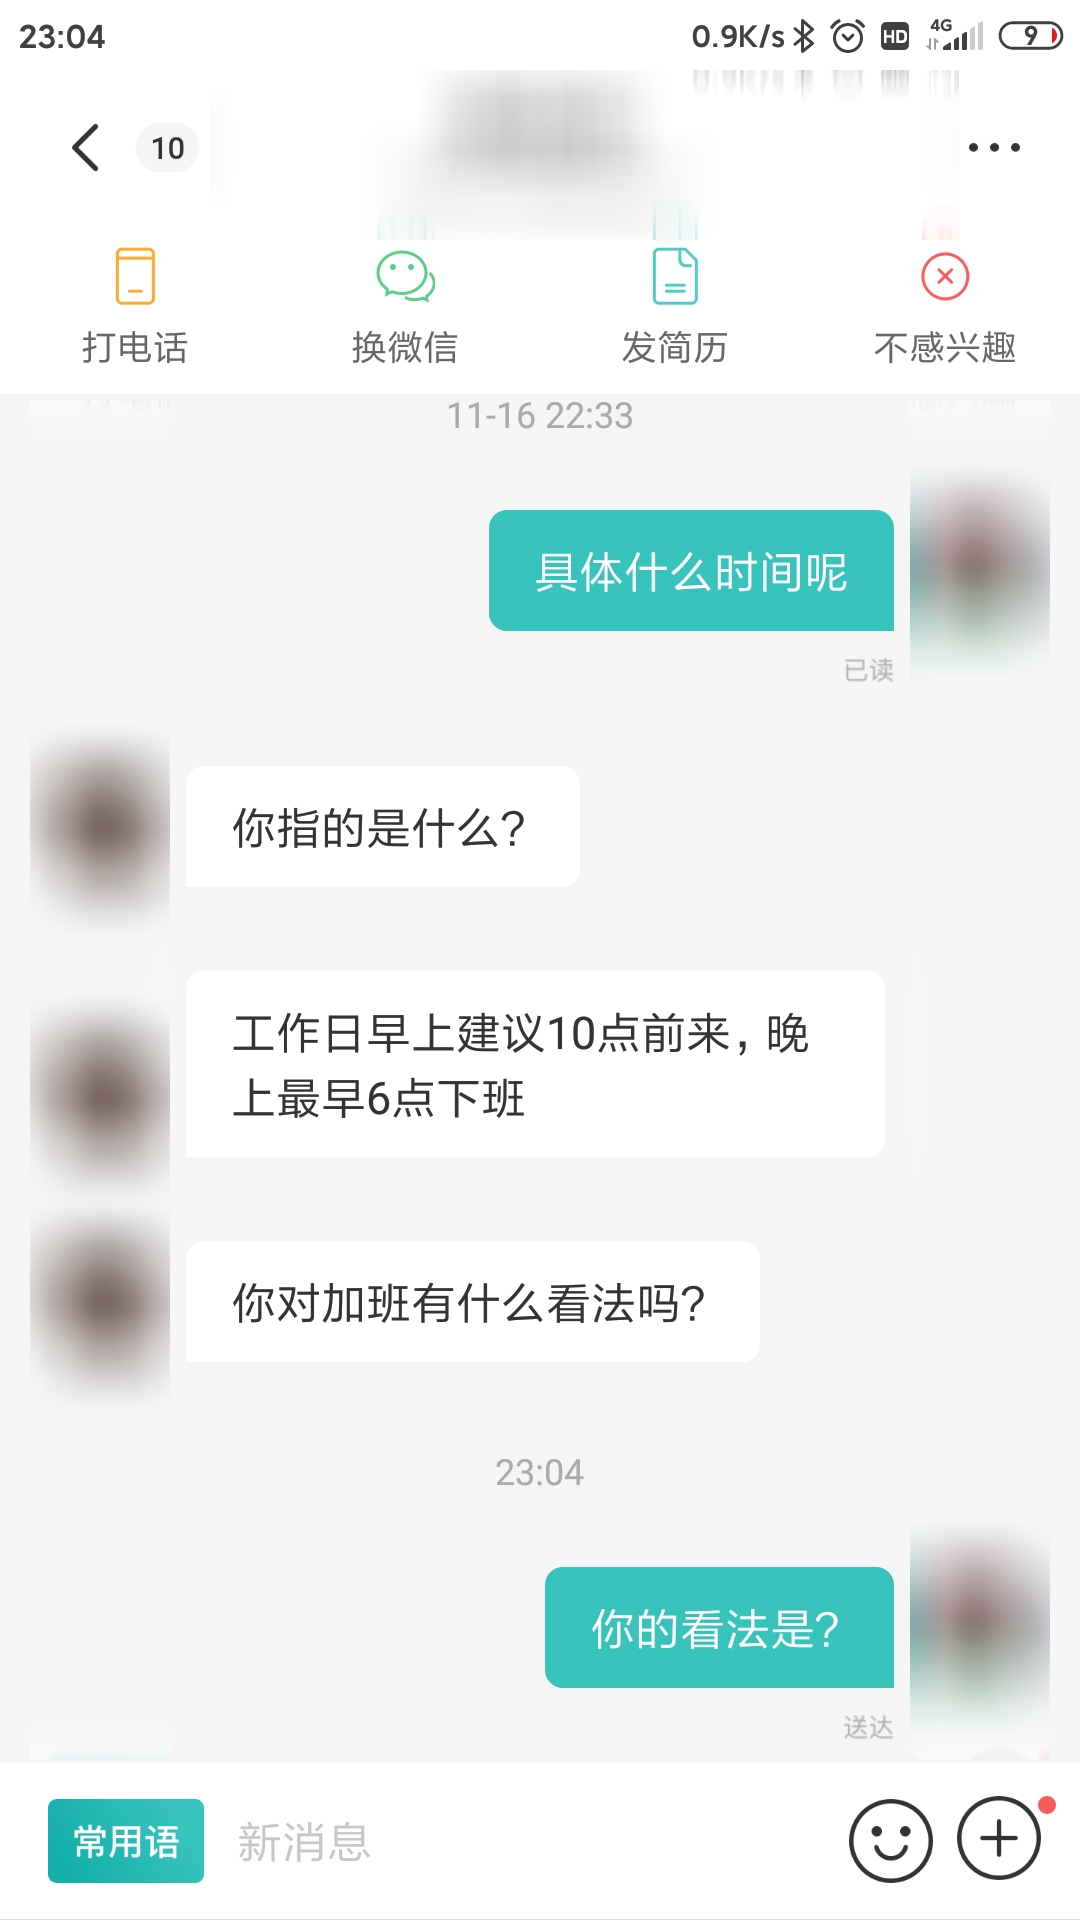 23:04
0.9K/s HD 4G 9
10
打电话 换微信 发简历 不感兴趣
11-16 22:33
具体什么时间呢
已读
你指的是什么?
工作日早上建议10点前来，晚
上最早6点下班
你对加班有什么看法吗?
23:04
你的看法是?
送达
常用语 新消息